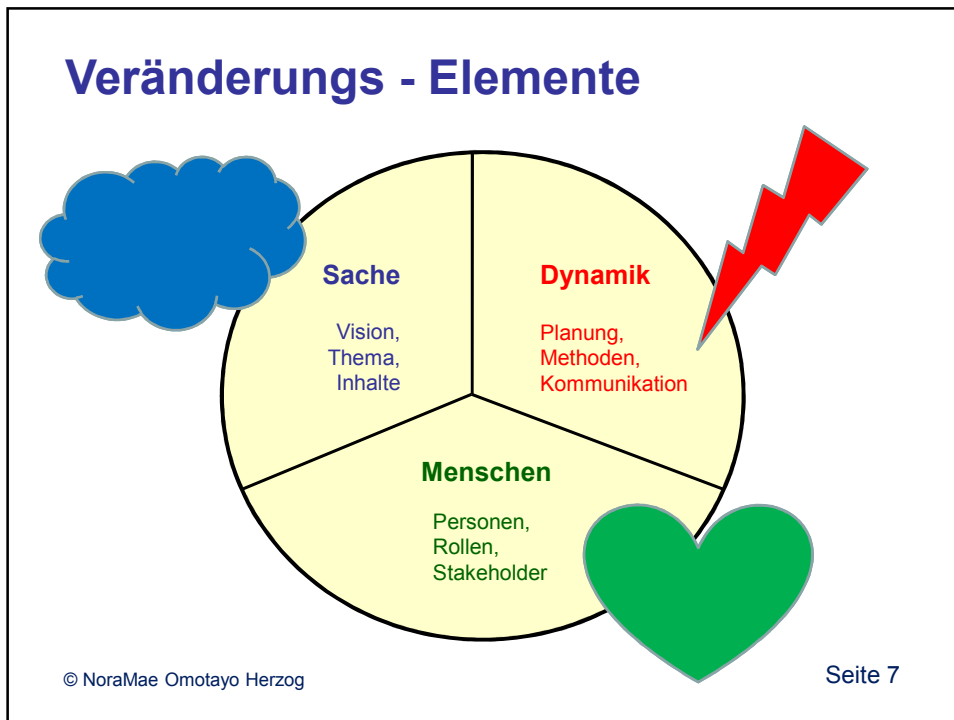 Veränderungs - Elemente
Sache
Vision,
Thema,
Inhalte
Dynamik
Planung,
Methoden,
Kommunikation
Menschen
Personen,
Rollen,
Stakeholder
© NoraMae Omotayo Herzog
Seite 7